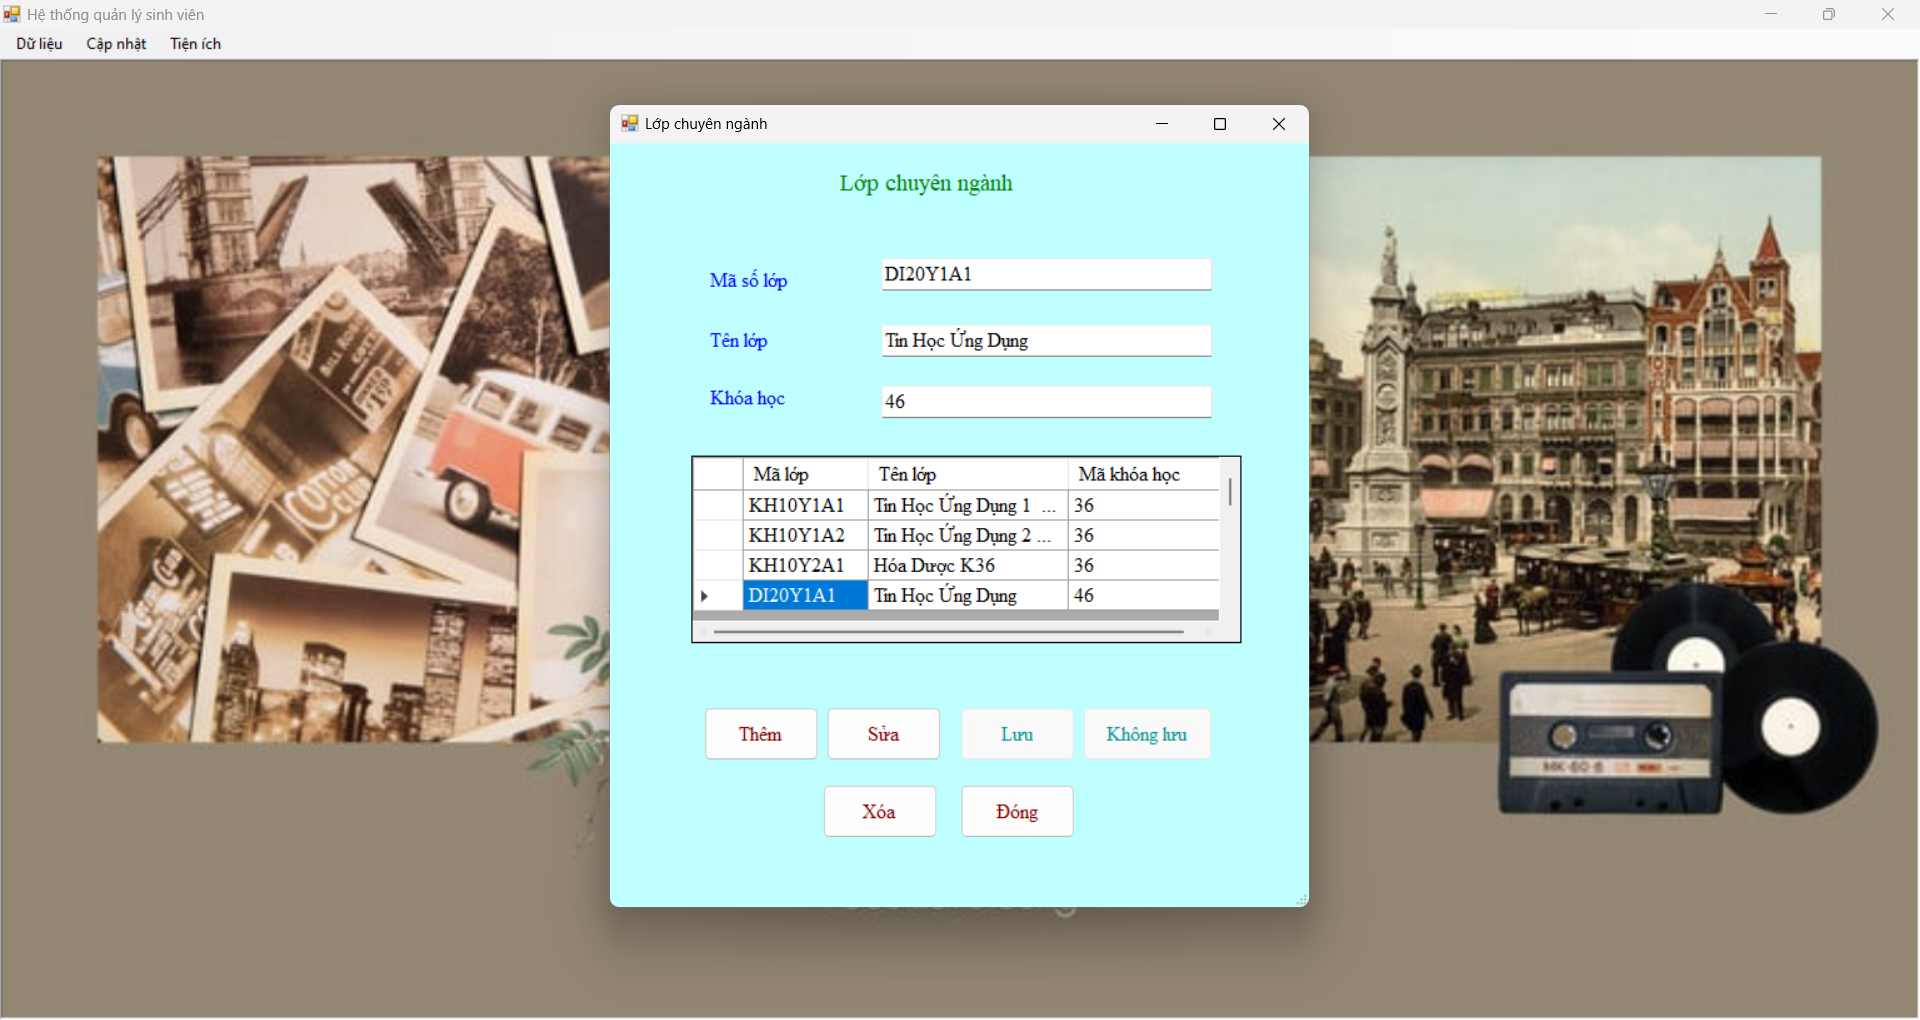 Hệ thống quản lý sinh viên
Dữ liệu Cập nhật Tiện ích
Lớp chuyên ngành
Lớp chuyên ngành
Mã số lớp DI20Y1A1
Tên lớp Tin Học Ứng Dụng
Khóa học 46
Mã lớp Tên lớp Mã khóa học
KH10Y1A1 Tin Học Ứng Dụng 1 ... 36
KH10Y1A2 Tin Học Ứng Dụng 2 ... 36
KH10Y2A1 Hóa Dược K36 36
DI20Y1A1 Tin Học Ứng Dụng 46
Thêm Sửa Lưu Không lưu
Xóa Đóng
COTTON
CLUB